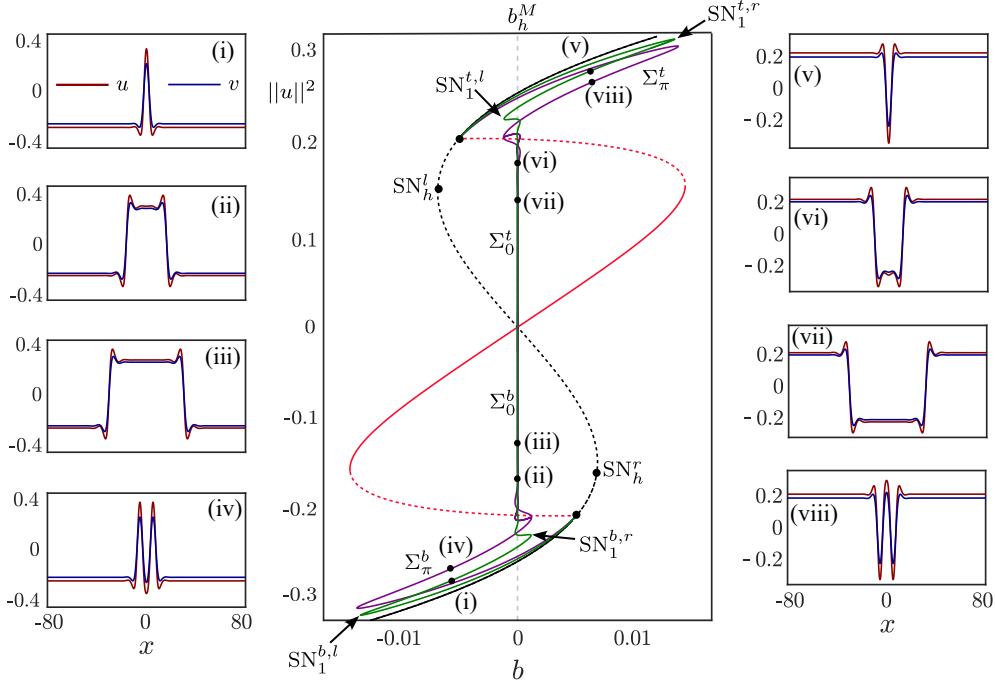 0.4
0
-0.4
(i)
u
v
0.4
0
-0.4
(ii)
0.4
0
-0.4
(iii)
0.4
0
-0.4
(iv)
-80
0
80
x
b_h^M
SN_1^{t,r}
0.3
||u||^2
0.2
0.1
0
-0.1
-0.2
-0.3
(v)
Σ_π^t
SN_1^{t,l}
(viii)
(vi)
SN_h^l
(vii)
Σ_0^t
Σ_0^b
(iii)
SN_h^r
(ii)
Σ_π^b
(iv)
SN_1^{b,r}
(i)
SN_1^{b,l}
-0.01
0
0.01
b
0.2
0
-0.2
(v)
0.2
0
-0.2
(vi)
0.2
0
-0.2
(vii)
0.2
0
-0.2
(viii)
-80
0
80
x